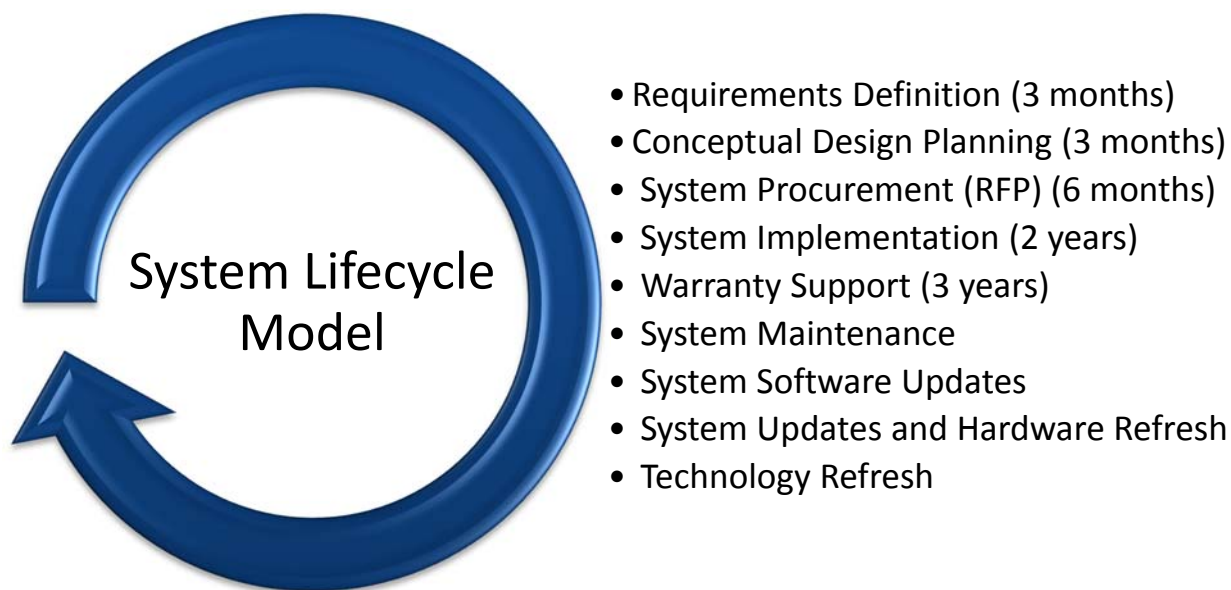 System Lifecycle
Model
• Requirements Definition (3 months)
• Conceptual Design Planning (3 months)
• System Procurement (RFP) (6 months)
• System Implementation (2 years)
• Warranty Support (3 years)
• System Maintenance
• System Software Updates
• System Updates and Hardware Refresh
• Technology Refresh